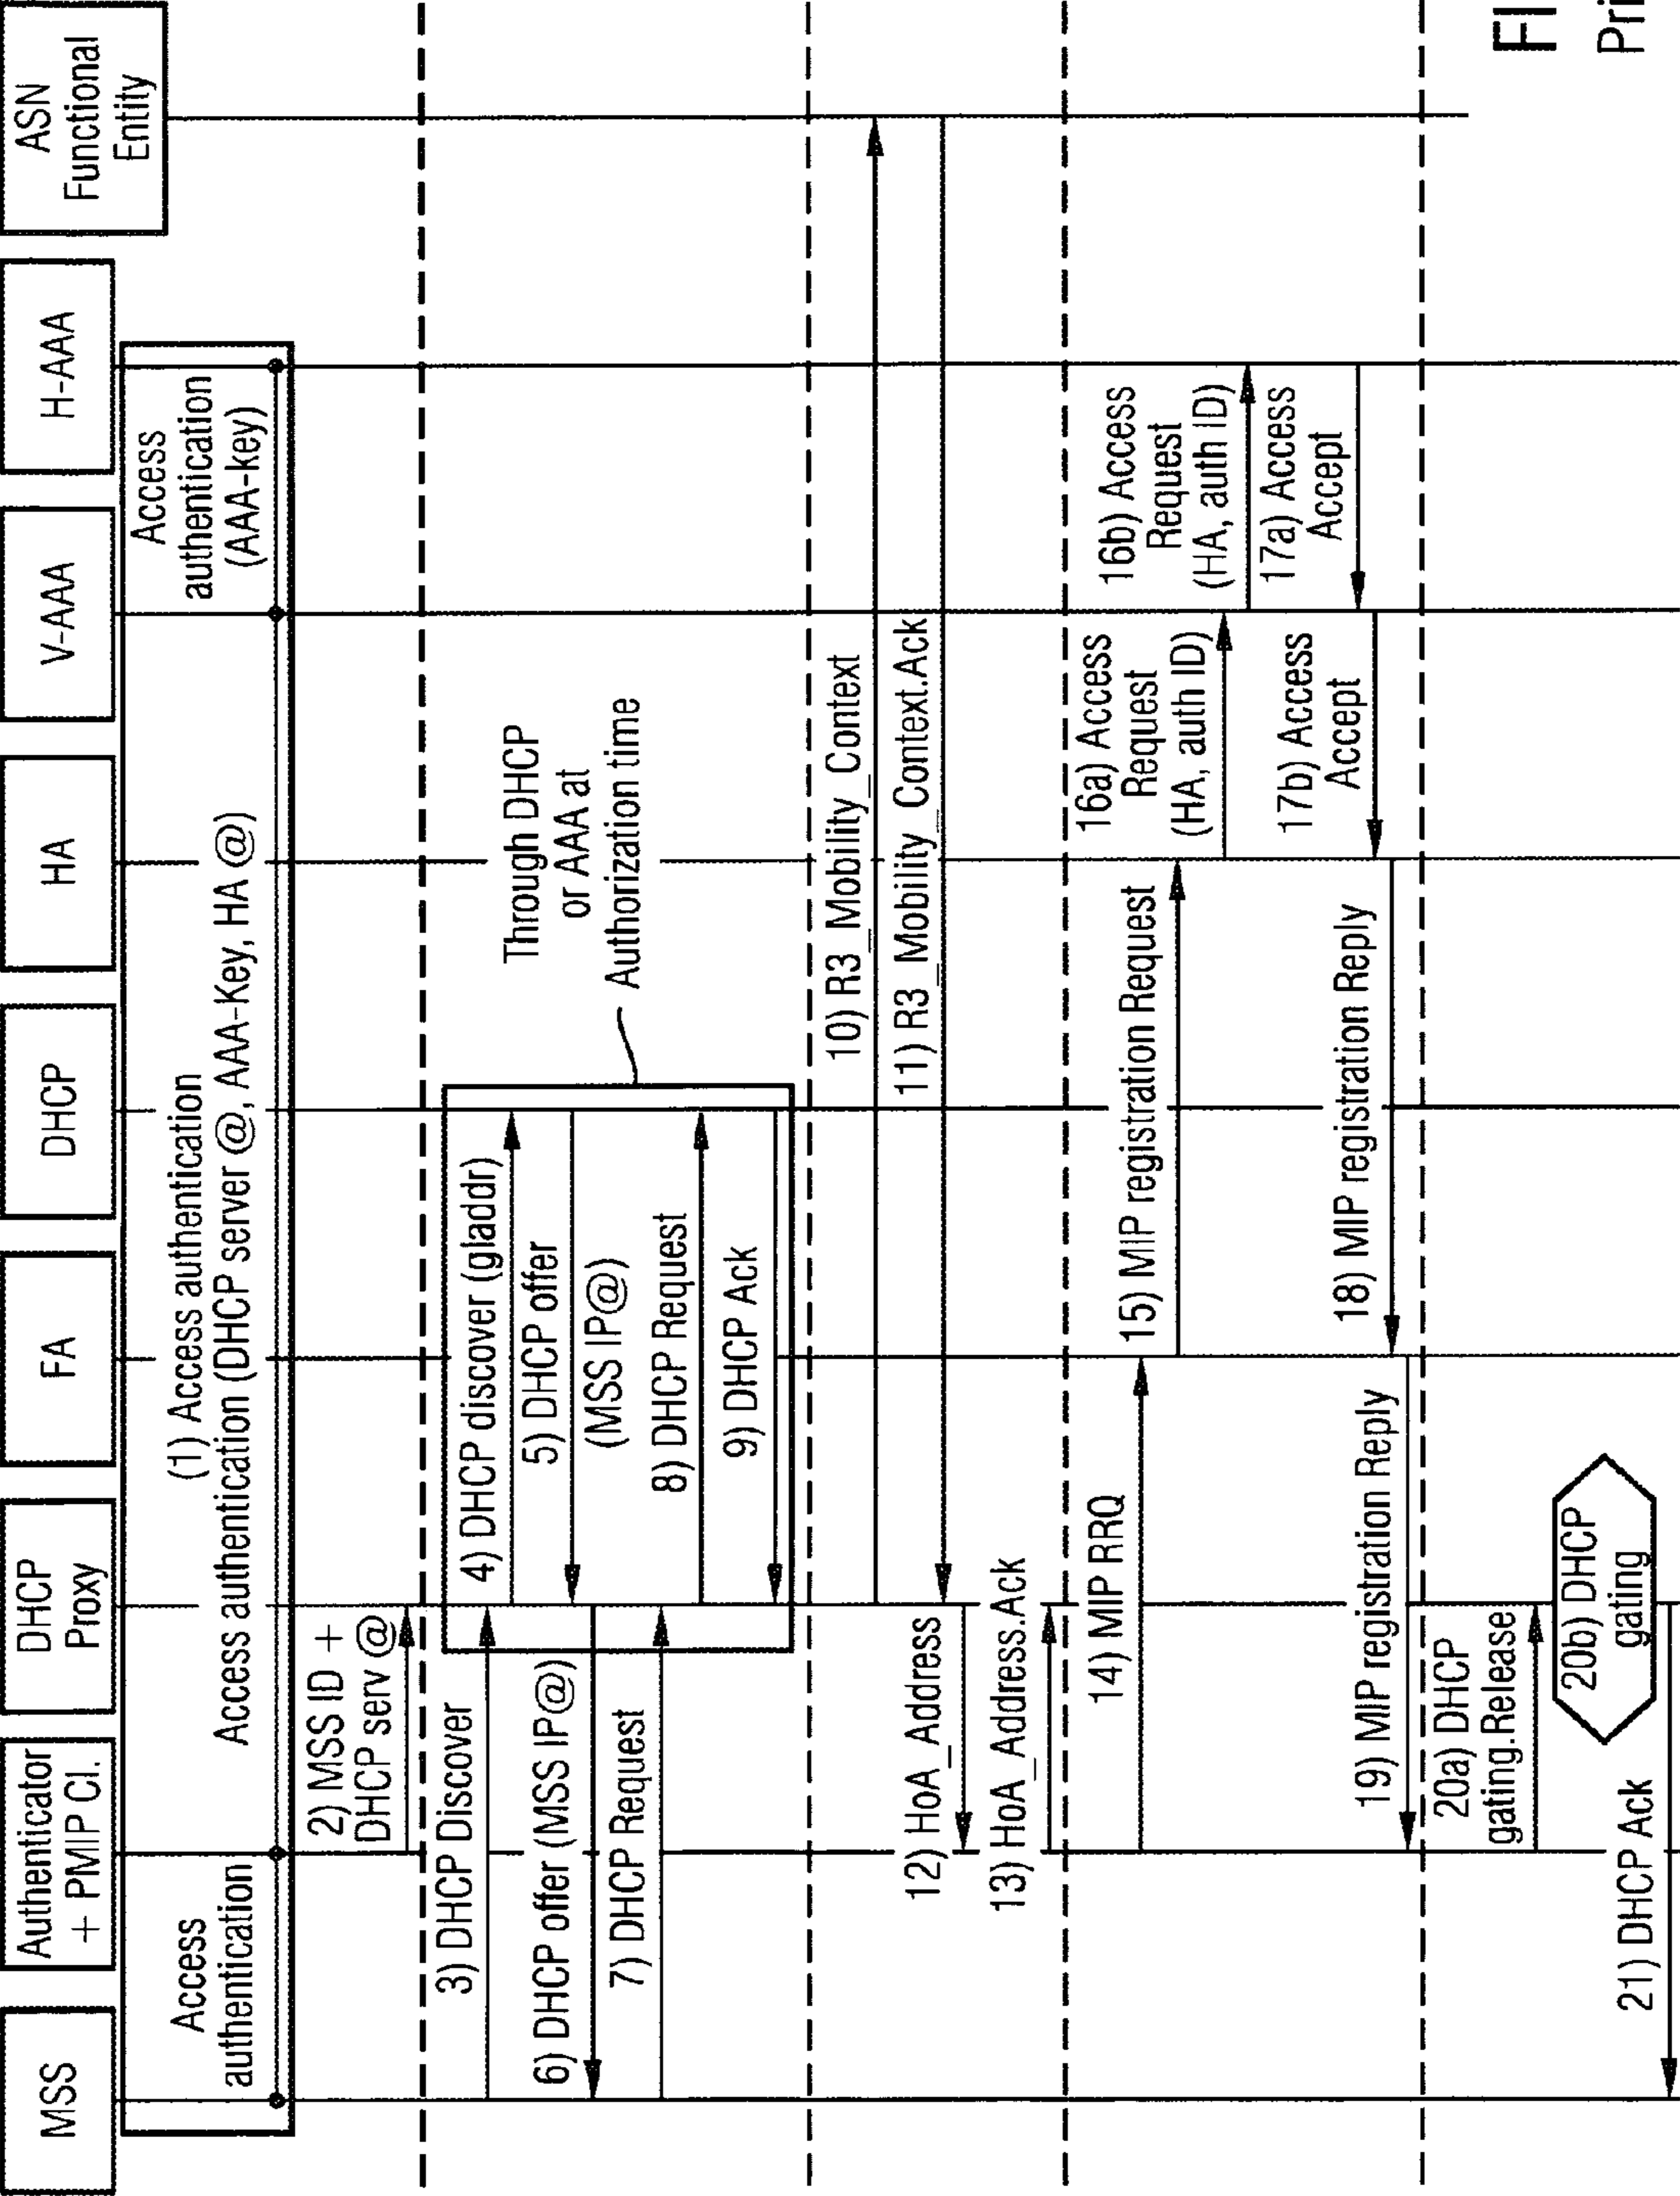 MSS
Authenticator
+ PMIP Cl.
DHCP
Proxy
FA
DHCP
HA
V-AAA
H-AAA
ASN
Functional
Entity
Access
authentication
(1) Access authentication
Access authentication (DHCP server @, AAA-Key, HA @)
Access
authentication
(AAA-key)
2) MSS ID +
DHCP serv @
3) DHCP Discover
4) DHCP discover (giaddr)
5) DHCP offer
(MSS IP@)
6) DHCP offer (MSS IP@)
7) DHCP Request
8) DHCP Request
9) DHCP Ack
Through DHCP
or AAA at
Authorization time
10) R3_Mobility_Context
11) R3_Mobility_Context.Ack
12) HoA_Address
13) HoA_Address.Ack
14) MIP RRQ
15) MIP registration Request
16a) Access
Request
(HA, auth ID)
16b) Access
Request
(HA, auth ID)
17a) Access
Accept
17b) Access
Accept
18) MIP registration Reply
19) MIP registration Reply
20a) DHCP
gating.Release
20b) DHCP
gating
21) DHCP Ack